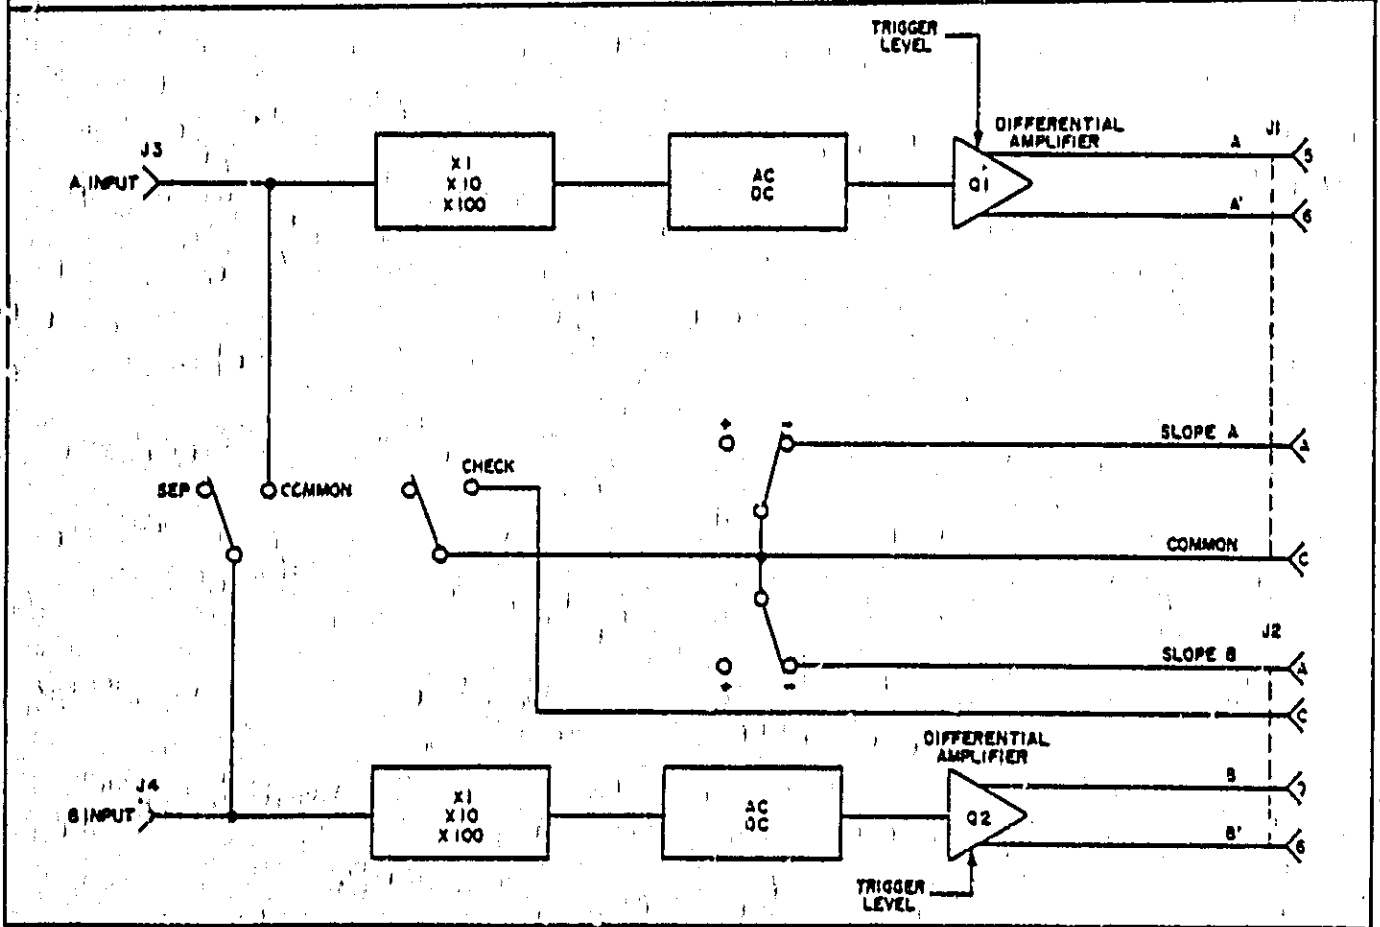 TRIGGER
LEVEL
DIFFERENTIAL
AMPLIFIER
A
J1
5
J3
A INPUT
X1
X10
X100
AC
DC
Q1
A'
6
+
-
SLOPE A
A
SEP
COMMON
CHECK
COMMON
C
J2
SLOPE B
A
+
-
C
DIFFERENTIAL
AMPLIFIER
J4
B INPUT
X1
X10
X100
AC
DC
Q2
B
B'
6
TRIGGER
LEVEL